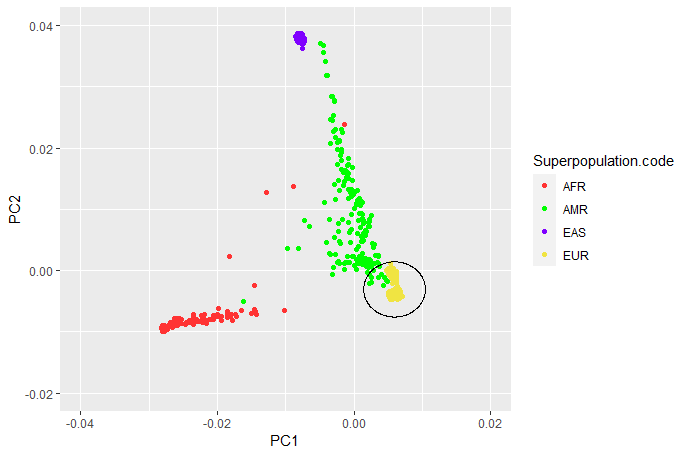 0.04
0.02
0.00
-0.02
PC2
-0.04
-0.02
0.00
0.02
PC1
Superpopulation.code
AFR
AMR
EAS
EUR